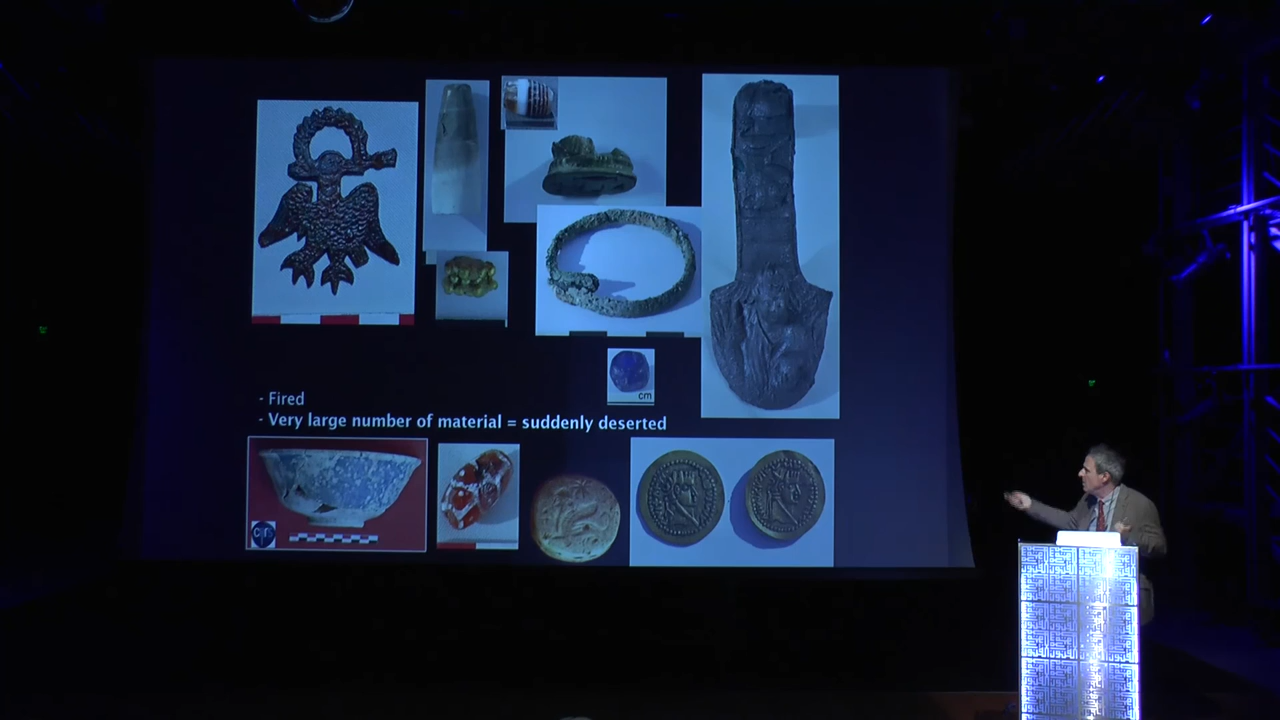 cm
- Fired
- Very large number of material = suddenly deserted